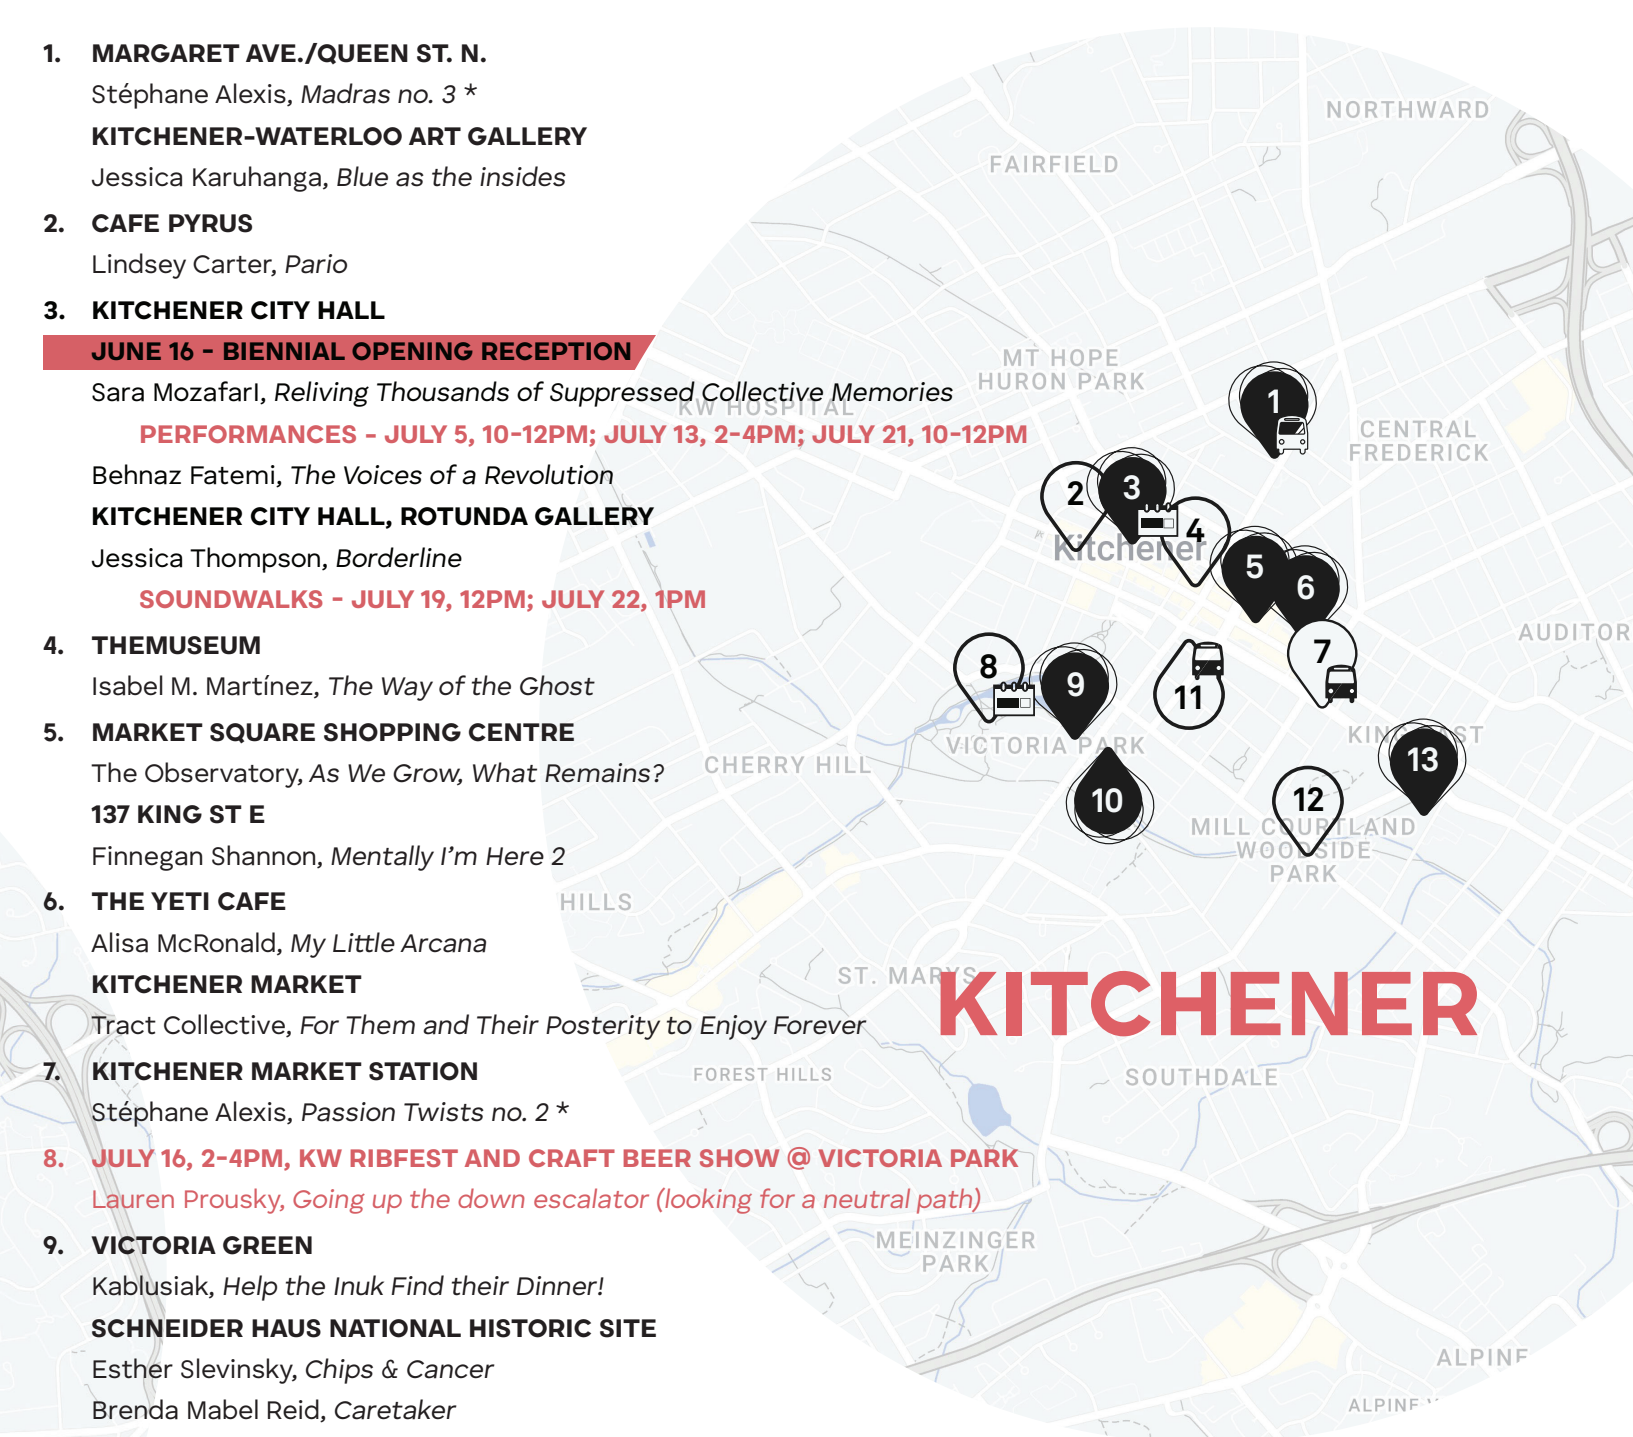 1. MARGARET AVE./QUEEN ST. N.
Stéphane Alexis, Madras no. 3 *
KITCHENER-WATERLOO ART GALLERY
Jessica Karuhanga, Blue as the insides
2. CAFE PYRUS
Lindsey Carter, Pario
3. KITCHENER CITY HALL
JUNE 16 - BIENNIAL OPENING RECEPTION
Sara MozafarI, Reliving Thousands of Suppressed Collective Memories
PERFORMANCES - JULY 5, 10-12PM; JULY 13, 2-4PM; JULY 21, 10-12PM
Behnaz Fatemi, The Voices of a Revolution
KITCHENER CITY HALL, ROTUNDA GALLERY
Jessica Thompson, Borderline
SOUNDWALKS - JULY 19, 12PM; JULY 22, 1PM
4. THEMUSEUM
Isabel M. Martínez, The Way of the Ghost
5. MARKET SQUARE SHOPPING CENTRE
The Observatory, As We Grow, What Remains?
137 KING ST E
Finnegan Shannon, Mentally I'm Here 2
6. THE YETI CAFE
Alisa McRonald, My Little Arcana
KITCHENER MARKET
Tract Collective, For Them and Their Posterity to Enjoy Forever
7. KITCHENER MARKET STATION
Stéphane Alexis, Passion Twists no. 2 *
8. JULY 16, 2-4PM, KW RIBFEST AND CRAFT BEER SHOW @ VICTORIA PARK
Lauren Prousky, Going up the down escalator (looking for a neutral path)
9. VICTORIA GREEN
Kablusiak, Help the Inuk Find their Dinner!
SCHNEIDER HAUS NATIONAL HISTORIC SITE
Esther Slevinsky, Chips & Cancer
Brenda Mabel Reid, Caretaker
NORTHWARD
FAIRFIELD
MT HOPE
HURON PARK
KW HOSPITAL
CENTRAL
FREDERICK
1
2
3
4
Kitchener
5
6
AUDITOR
7
8
9
11
KING EAST
VICTORIA PARK
CHERRY HILL
13
10
12
MILL COURTLAND
WOODSIDE
PARK
HILLS
ST. MARYS
KITCHENER
FOREST HILLS
SOUTHDALE
MEINZINGER
PARK
ALPINE
ALPINE